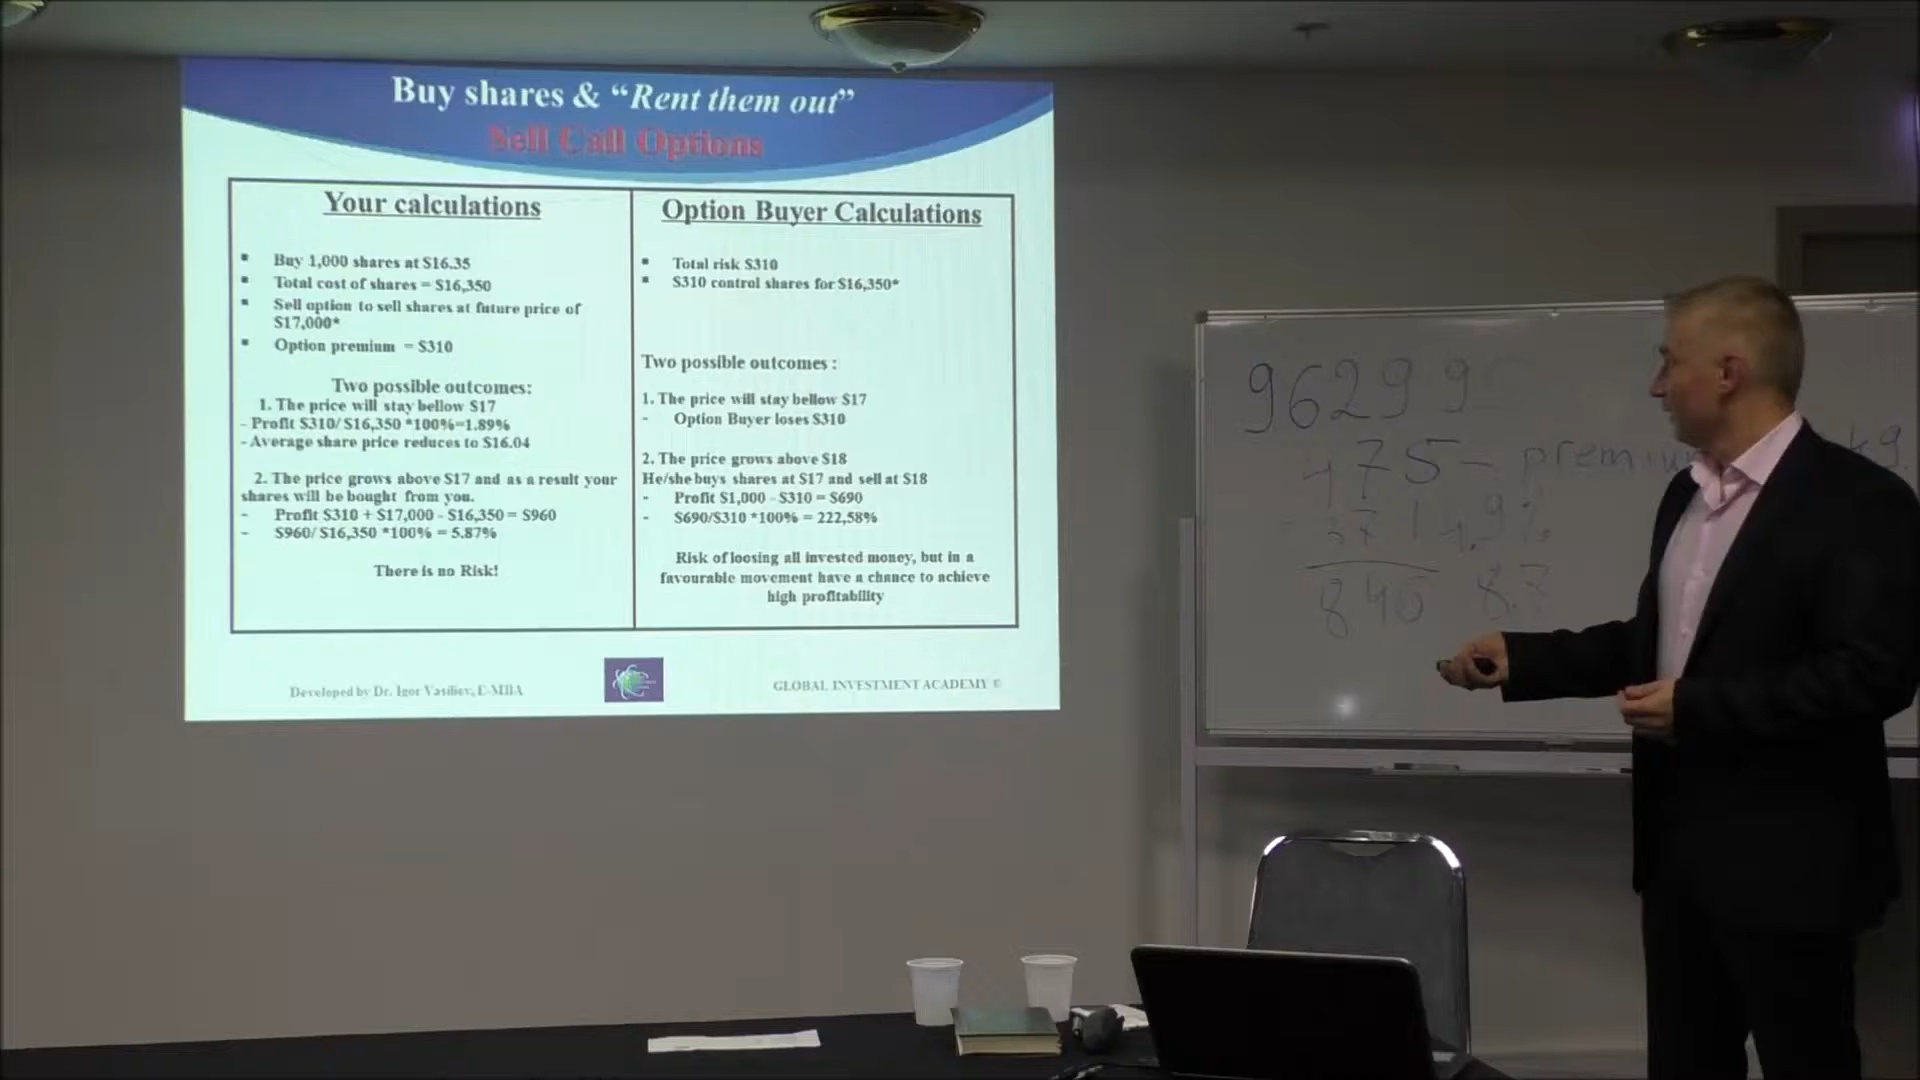 Buy shares & “Rent them out”
Sell Call Options
Your calculations
▪ Buy 1,000 shares at $16.35
▪ Total cost of shares = $16,350
▪ Sell option to sell shares at future price of
$17,000*
▪ Option premium = $310
Two possible outcomes:
1. The price will stay bellow $17
- Profit $310/ $16,350 *100%=1.89%
- Average share price reduces to $16.04
2. The price grows above $17 and as a result your
shares will be bought from you.
- Profit $310 + $17,000 - $16,350 = $960
- $960/ $16,350 *100% = 5.87%
There is no Risk!
Option Buyer Calculations
▪ Total risk $310
▪ $310 control shares for $16,350*
Two possible outcomes :
1. The price will stay bellow $17
- Option Buyer loses $310
2. The price grows above $18
He/she buys shares at $17 and sell at $18
- Profit $1,000 - $310 = $690
- $690/$310 *100% = 222,58%
Risk of loosing all invested money, but in a
favourable movement have a chance to achieve
high profitability
Developed by Dr. Igor Vasiliev, E-MBA
GLOBAL INVESTMENT ACADEMY ©
9629 9
475 - premium
840 8.